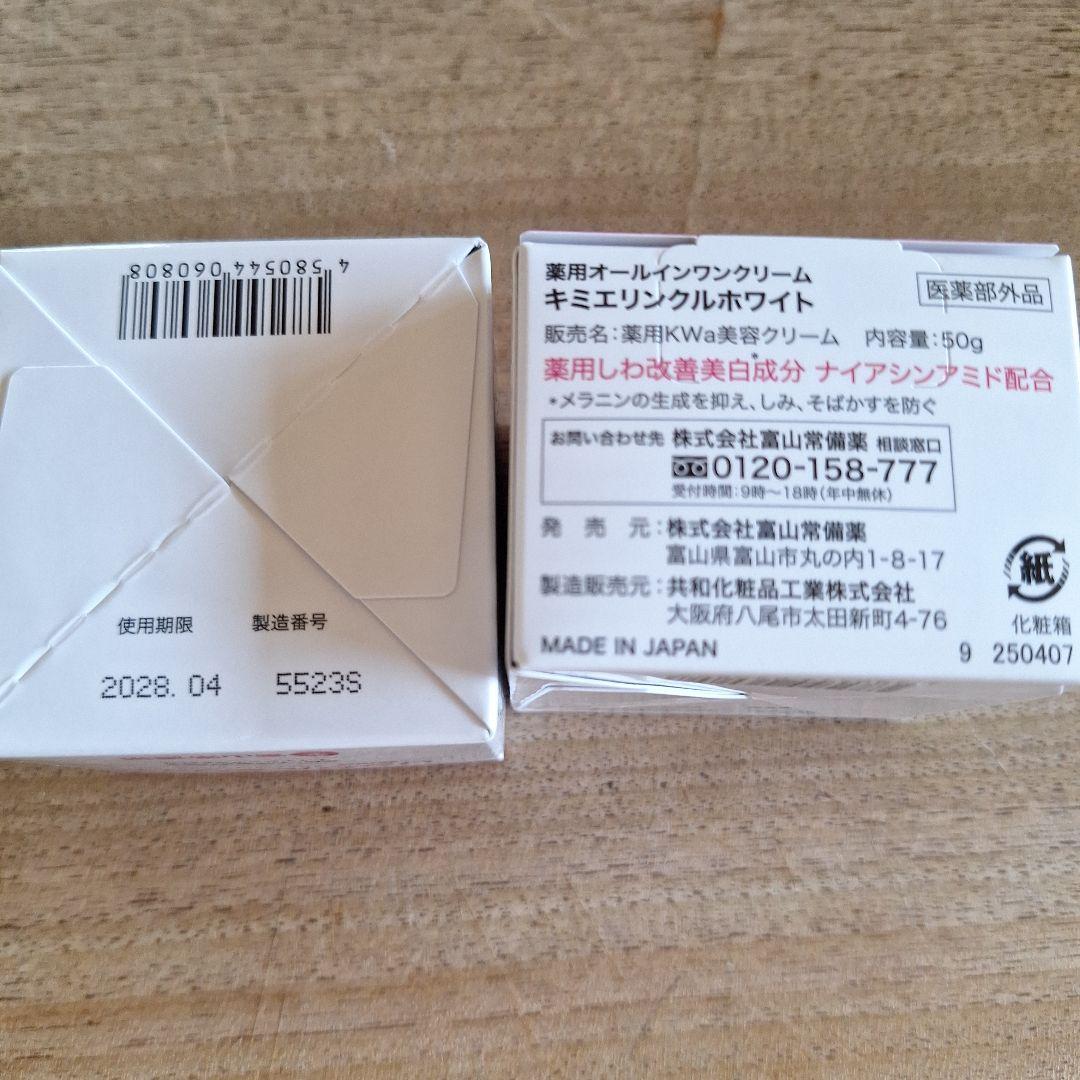 4 580544 060808
使用期限 製造番号
2028. 04 5523S
薬用オールインワンクリーム
キミエリンクルホワイト
医薬部外品
販売名:薬用KWa美容クリーム 内容量:50g
薬用しわ改善美白成分* ナイアシンアミド配合
*メラニンの生成を抑え、しみ、そばかすを防ぐ
お問い合わせ先 株式会社富山常備薬 相談窓口
0120-158-777
受付時間:9時〜18時(年中無休)
発売元:株式会社富山常備薬
富山県富山市丸の内1-8-17
製造販売元:共和化粧品工業株式会社
大阪府八尾市太田新町4-76
MADE IN JAPAN
紙
化粧箱
9 250407